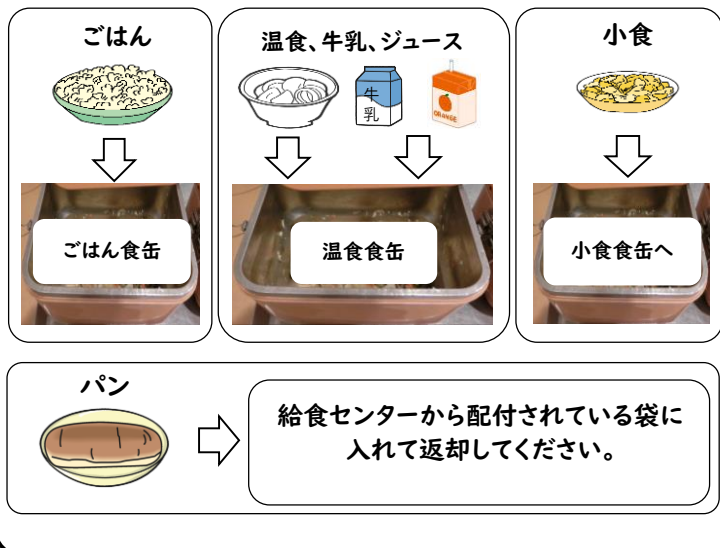 ごはん
温食、牛乳、ジュース
小食
牛
乳
ORANGE
ごはん食缶
温食食缶
小食食缶へ
パン
給食センターから配付されている袋に
入れて返却してください。